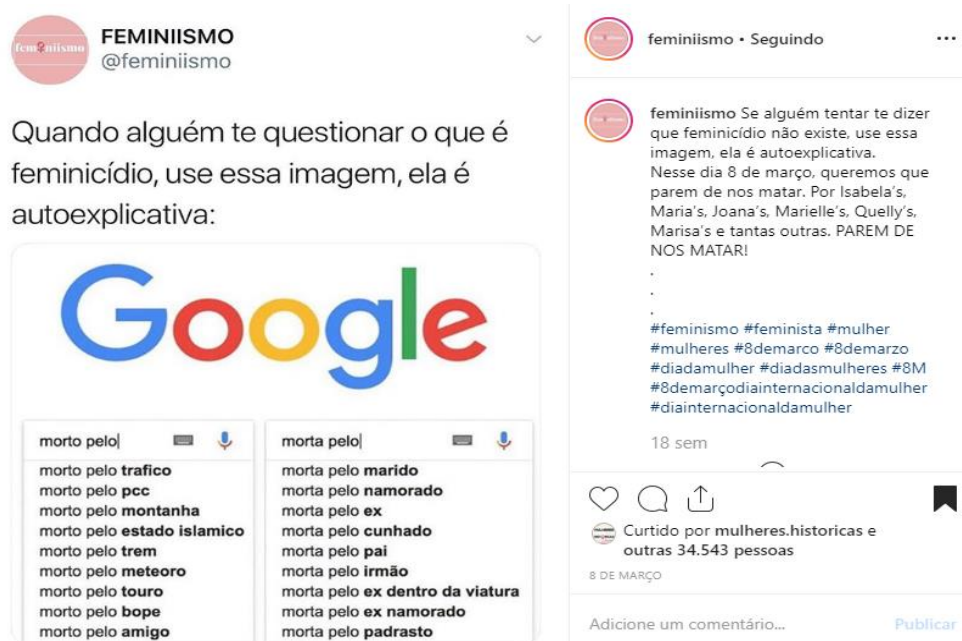 FEMINIISMO
@feminiismo
Quando alguém te questionar o que é
feminicídio, use essa imagem, ela é
autoexplicativa:
Google
morto pelo
morto pelo trafico
morto pelo pcc
morto pelo montanha
morto pelo estado islamico
morto pelo trem
morto pelo meteoro
morto pelo touro
morto pelo bope
morto pelo amigo
morta pelo
morta pelo marido
morta pelo namorado
morta pelo ex
morta pelo cunhado
morta pelo pai
morta pelo irmão
morta pelo ex dentro da viatura
morta pelo ex namorado
morta pelo padrasto
feminiismo • Seguindo
feminiismo Se alguém tentar te dizer
que feminicídio não existe, use essa
imagem, ela é autoexplicativa.
Nesse dia 8 de março, queremos que
parem de nos matar. Por Isabela's,
Maria's, Joana's, Marielle's, Quelly's,
Marisa's e tantas outras. PAREM DE
NOS MATAR!
.
.
.
#feminismo #feminista #mulher
#mulheres #8demarco #8demarzo
#diadamulher #diadasmulheres #8M
#8demarçodiainternacionaldamulher
#diainternacionaldamulher
18 sem
Curtido por mulheres.historicas e
outras 34.543 pessoas
8 DE MARÇO
Adicione um comentário... Publicar